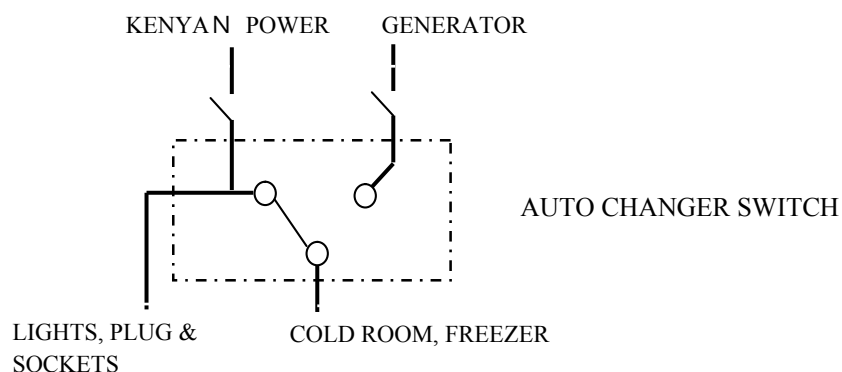 KENYAN POWER
GENERATOR
AUTO CHANGER SWITCH
LIGHTS, PLUG &
SOCKETS
COLD ROOM, FREEZER